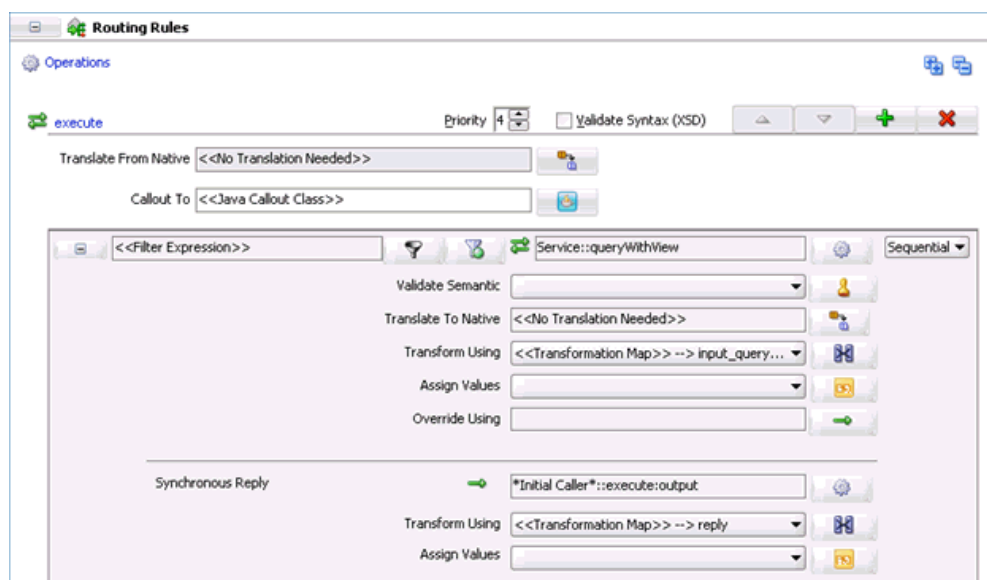 Routing Rules
Operations
execute Priority 4 Validate Syntax (XSD)
Translate From Native <<No Translation Needed>>
Callout To <<Java Callout Class>>
<<Filter Expression>> Service::queryWithView Sequential
Validate Semantic
Translate To Native <<No Translation Needed>>
Transform Using <<Transformation Map>> --> input_query...
Assign Values
Override Using
Synchronous Reply *Initial Caller*::execute:output
Transform Using <<Transformation Map>> --> reply
Assign Values